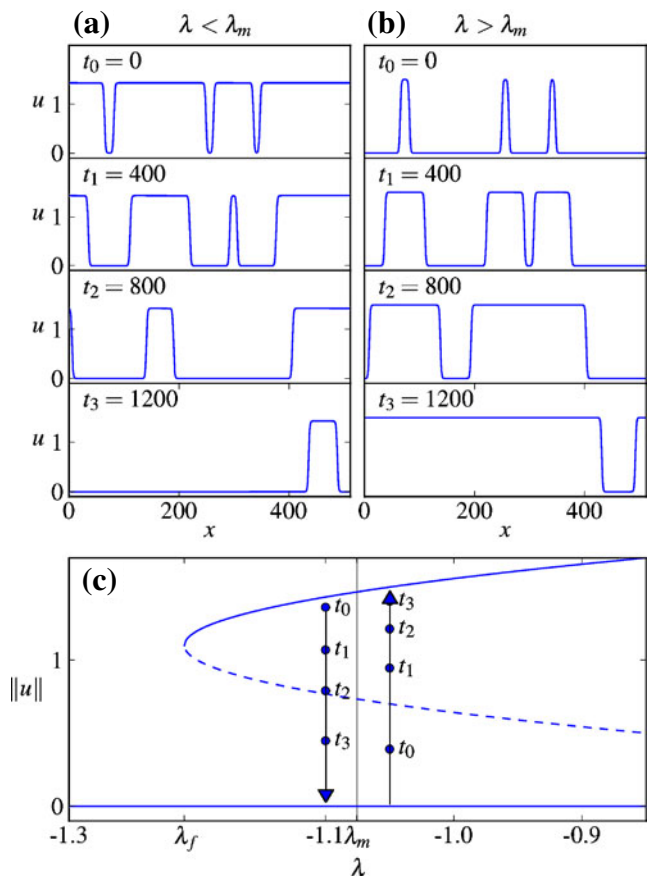 (a) λ < λₘ
(b) λ > λₘ
t₀ = 0
t₀ = 0
u 1
0
t₁ = 400
t₁ = 400
u 1
0
t₂ = 800
t₂ = 800
u 1
0
t₃ = 1200
t₃ = 1200
u 1
0
0 200 400
0 200 400
x
x
(c)
t₀
t₁
t₂
t₃
t₃
t₂
t₁
t₀
1
‖u‖
0
-1.3 λ_f -1.1 λₘ -1.0 -0.9
λ